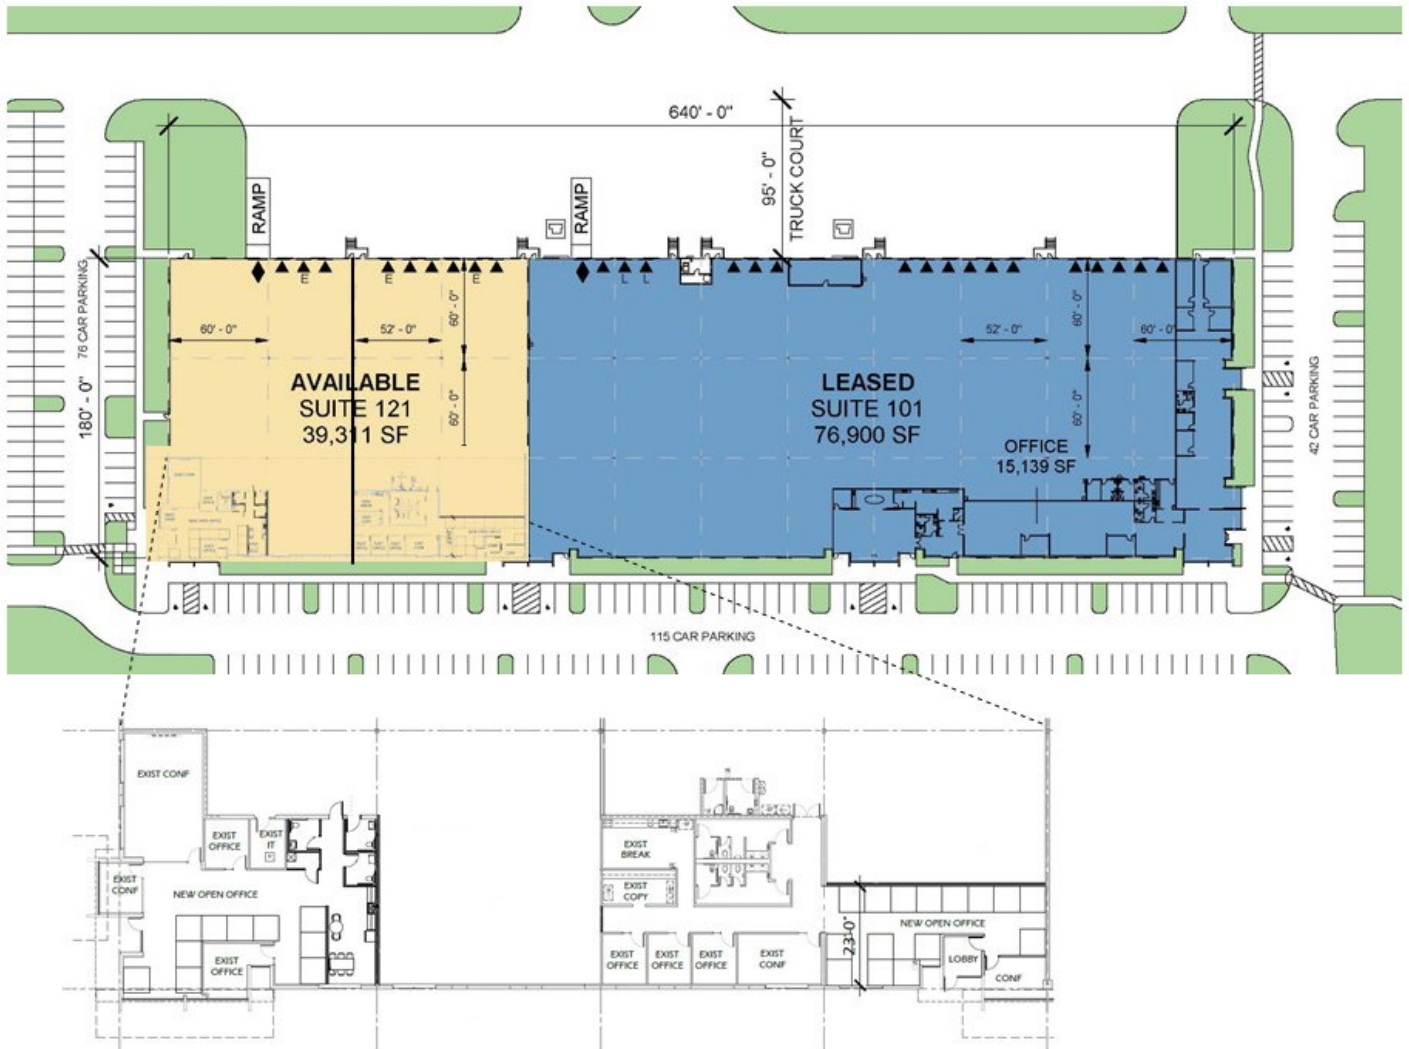 640' - 0"
95' - 0"
TRUCK COURT
RAMP
RAMP
E
E
E
L
L
76 CAR PARKING
180' - 0"
60' - 0"
52' - 0"
60' - 0"
60' - 0"
52' - 0"
60' - 0"
60' - 0"
60' - 0"
AVAILABLE
SUITE 121
39,311 SF
LEASED
SUITE 101
76,900 SF
OFFICE
15,139 SF
42 CAR PARKING
115 CAR PARKING
EXIST CONF
EXIST
OFFICE
EXIST
IT
EXIST
CONF
NEW OPEN OFFICE
EXIST
OFFICE
EXIST
BREAK
EXIST
COPY
EXIST
OFFICE
EXIST
OFFICE
EXIST
OFFICE
EXIST
CONF
23'-0"
NEW OPEN OFFICE
LOBBY
CONF